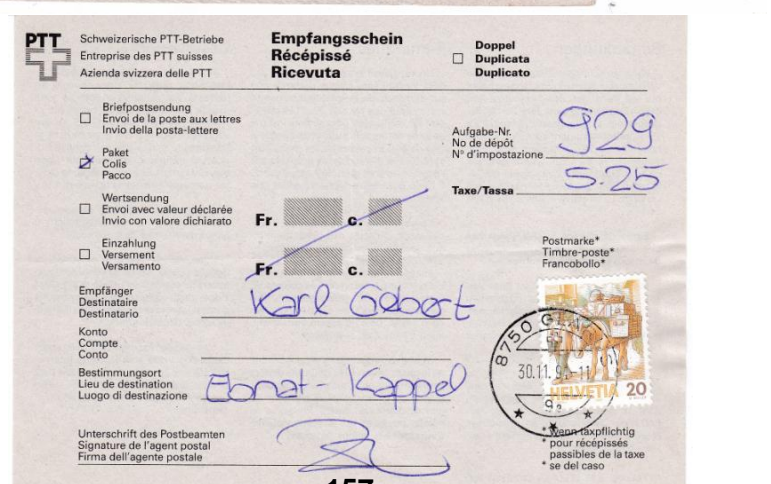 PTT
Schweizerische PTT-Betriebe
Entreprise des PTT suisses
Azienda svizzera delle PTT
Empfangsschein
Récépissé
Ricevuta
Doppel
Duplicata
Duplicato
Briefpostsendung
Envoi de la poste aux lettres
Invio della posta-lettere
Paket
Colis
Pacco
Aufgabe-Nr.
No de dépôt
N° d'impostazione
929
Taxe/Tassa
5.25
Wertsendung
Envoi avec valeur déclarée
Invio con valore dichiarato
Fr. c.
Einzahlung
Versement
Versamento
Fr. c.
Postmarke*
Timbre-poste*
Francobollo*
Empfänger
Destinataire
Destinatario
Karl Gebert
Konto
Compte
Conto
Bestimmungsort
Lieu de destination
Luogo di destinazione
Ebnat-Kappel
8750
30.11.9
HELVETIA 20
Unterschrift des Postbeamten
Signature de l'agent postal
Firma dell'agente postale
* wenn taxpflichtig
* pour récépissés
passibles de la taxe
* se del caso
157